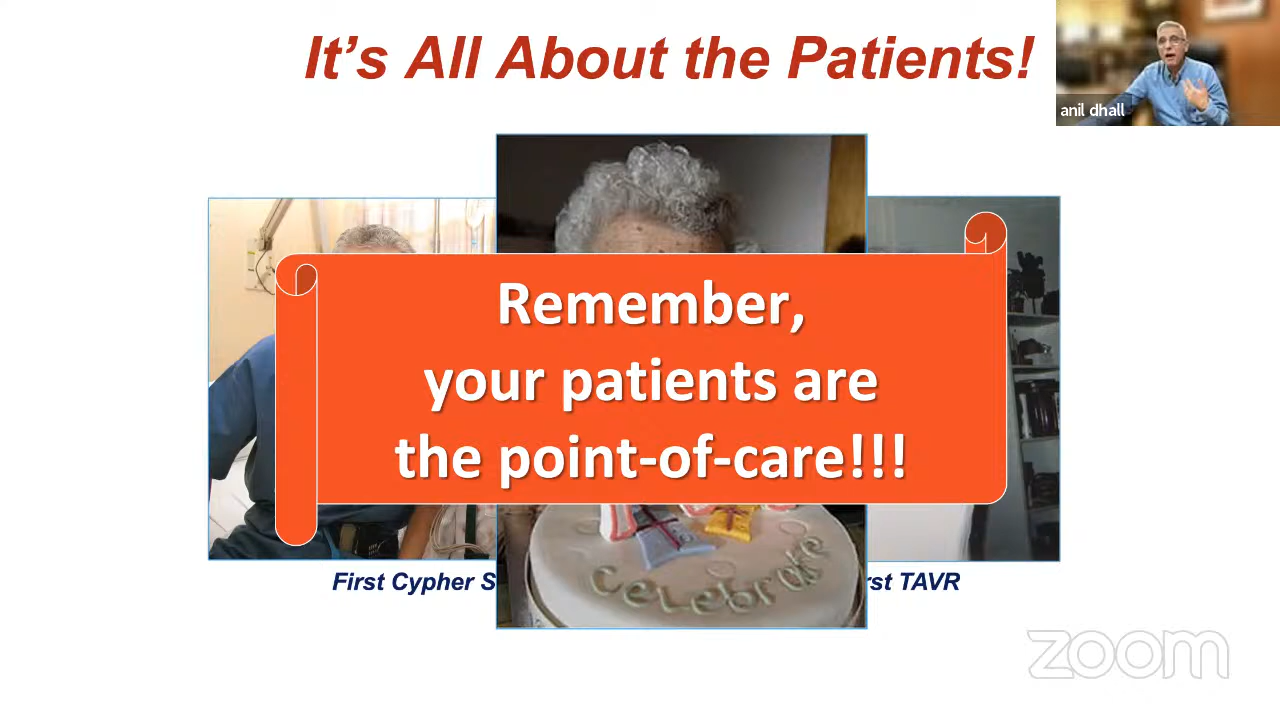 It's All About the Patients!
anil dhall
Remember,
your patients are
the point-of-care!!!
celebrate
First Cypher S
rst TAVR
zoom